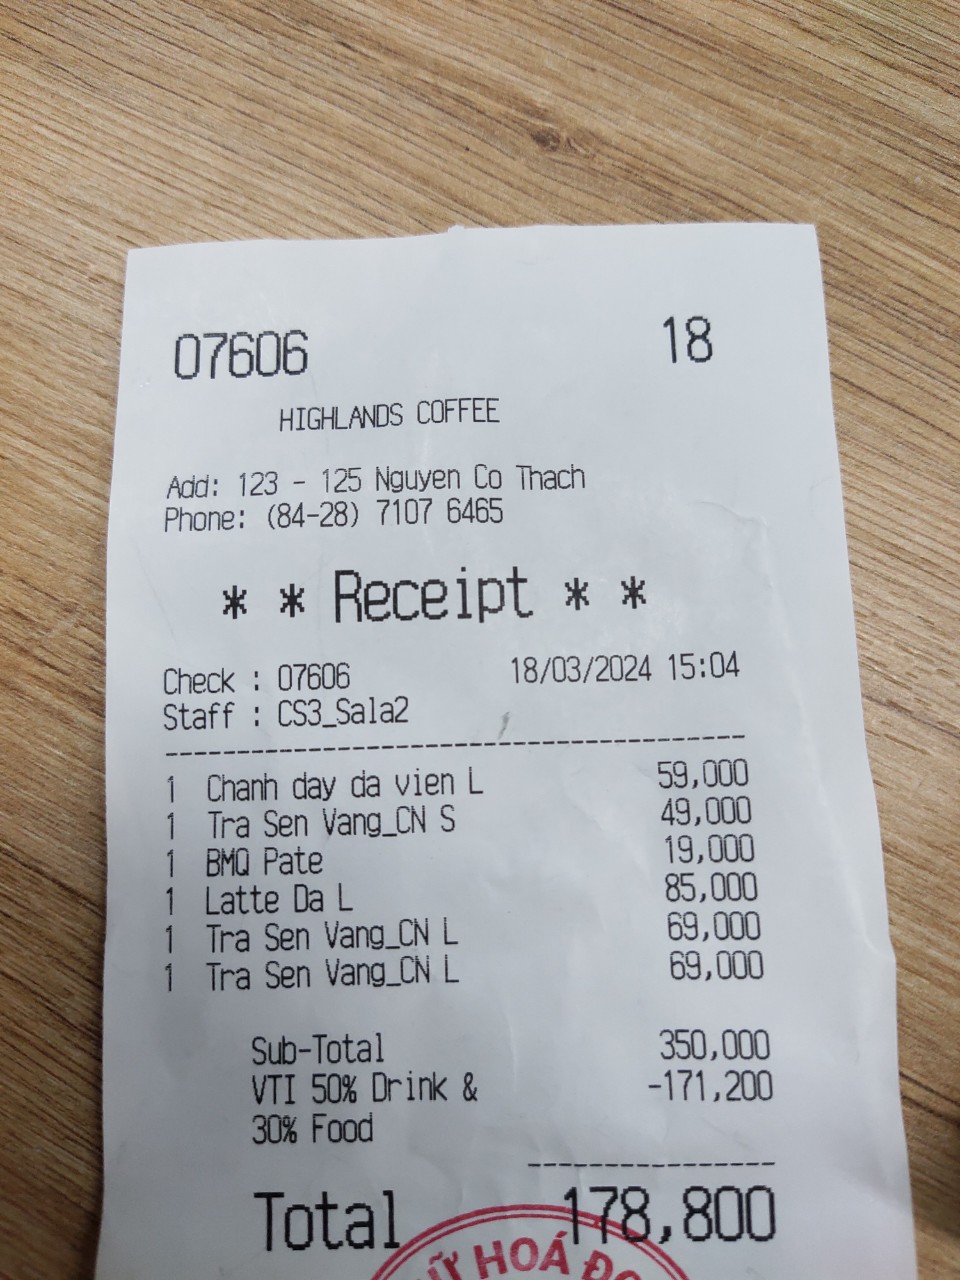 07606 18
HIGHLANDS COFFEE
Add: 123 - 125 Nguyen Co Thach
Phone: (84-28) 7107 6465
* * Receipt * *
Check : 07606 18/03/2024 15:04
Staff : CS3_Sala2
--------------------------------
1 Chanh day da vien L 59,000
1 Tra Sen Vang_CN S 49,000
1 BMQ Pate 19,000
1 Latte Da L 85,000
1 Tra Sen Vang_CN L 69,000
1 Tra Sen Vang_CN L 69,000
Sub-Total 350,000
VTI 50% Drink & -171,200
30% Food
--------------------------------
Total 178,800
HOÁ